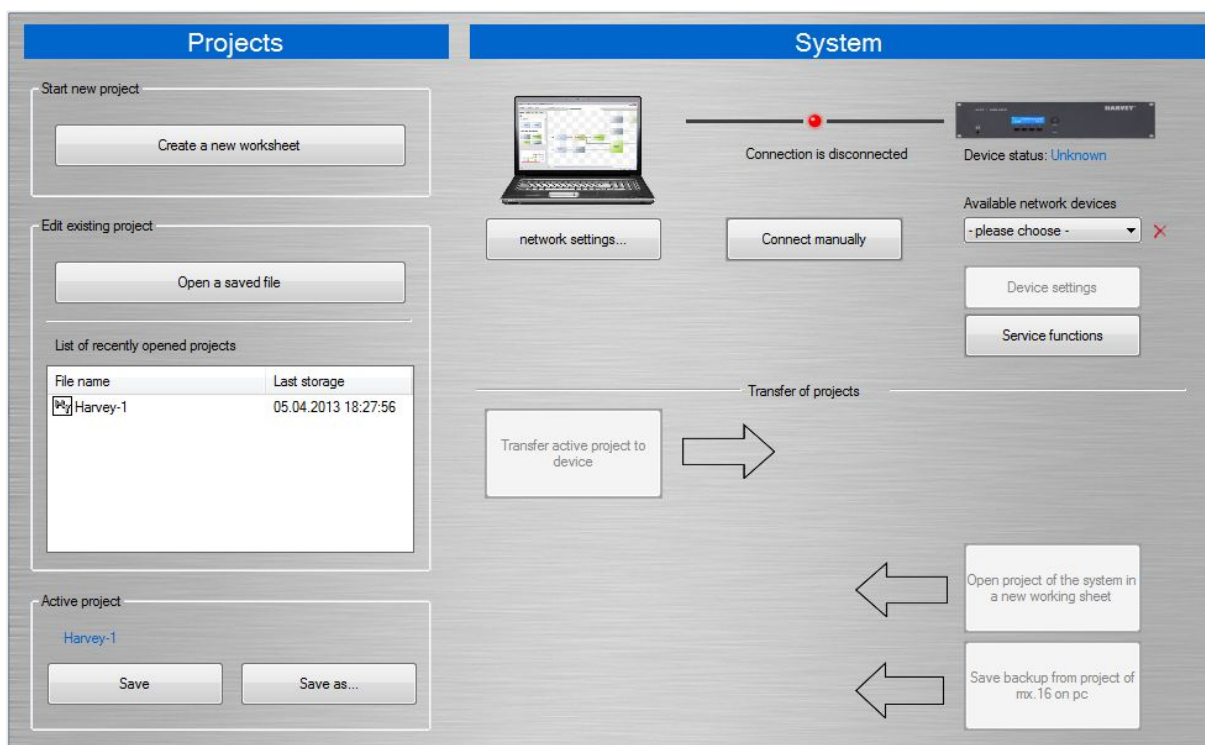 Projects
Start new project
Create a new worksheet
Edit existing project
Open a saved file
List of recently opened projects
File name Last storage
Harvey-1 05.04.2013 18:27:56
Active project
Harvey-1
Save Save as...
System
HARVEY
Connection is disconnected
Device status: Unknown
Available network devices
- please choose -
network settings...
Connect manually
Device settings
Service functions
Transfer of projects
Transfer active project to
device
Open project of the system in
a new working sheet
Save backup from project of
mx.16 on pc